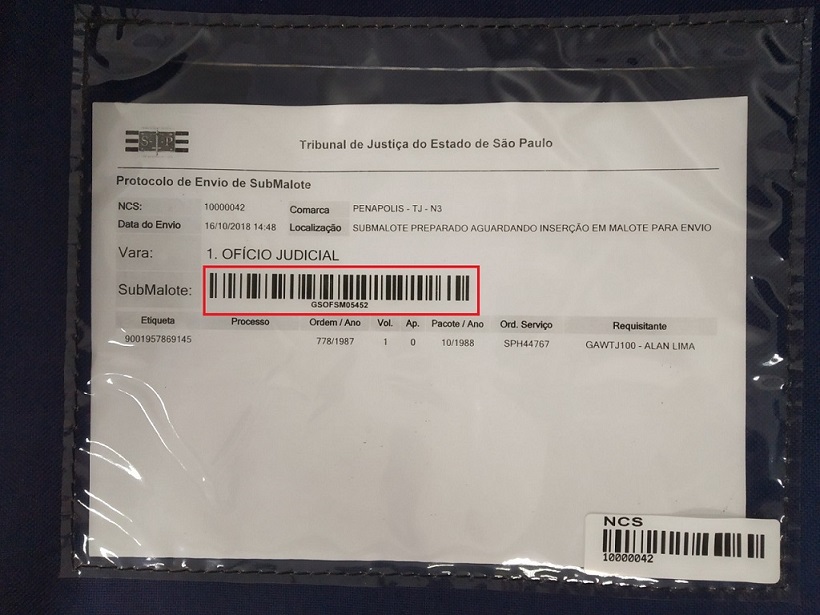 Tribunal de Justiça do Estado de São Paulo
Protocolo de Envio de SubMalote
NCS: 10000042 Comarca PENAPOLIS - TJ - N3
Data do Envio 16/10/2018 14:48 Localização SUBMALOTE PREPARADO AGUARDANDO INSERÇÃO EM MALOTE PARA ENVIO
Vara: 1. OFÍCIO JUDICIAL
SubMalote:
GSOFSM05452
Etiqueta Processo Ordem / Ano Vol. Ap. Pacote / Ano Ord. Serviço Requisitante
9001957869145 778/1987 1 0 10/1988 SPH44767 GAWTJ100 - ALAN LIMA
NCS
10000042